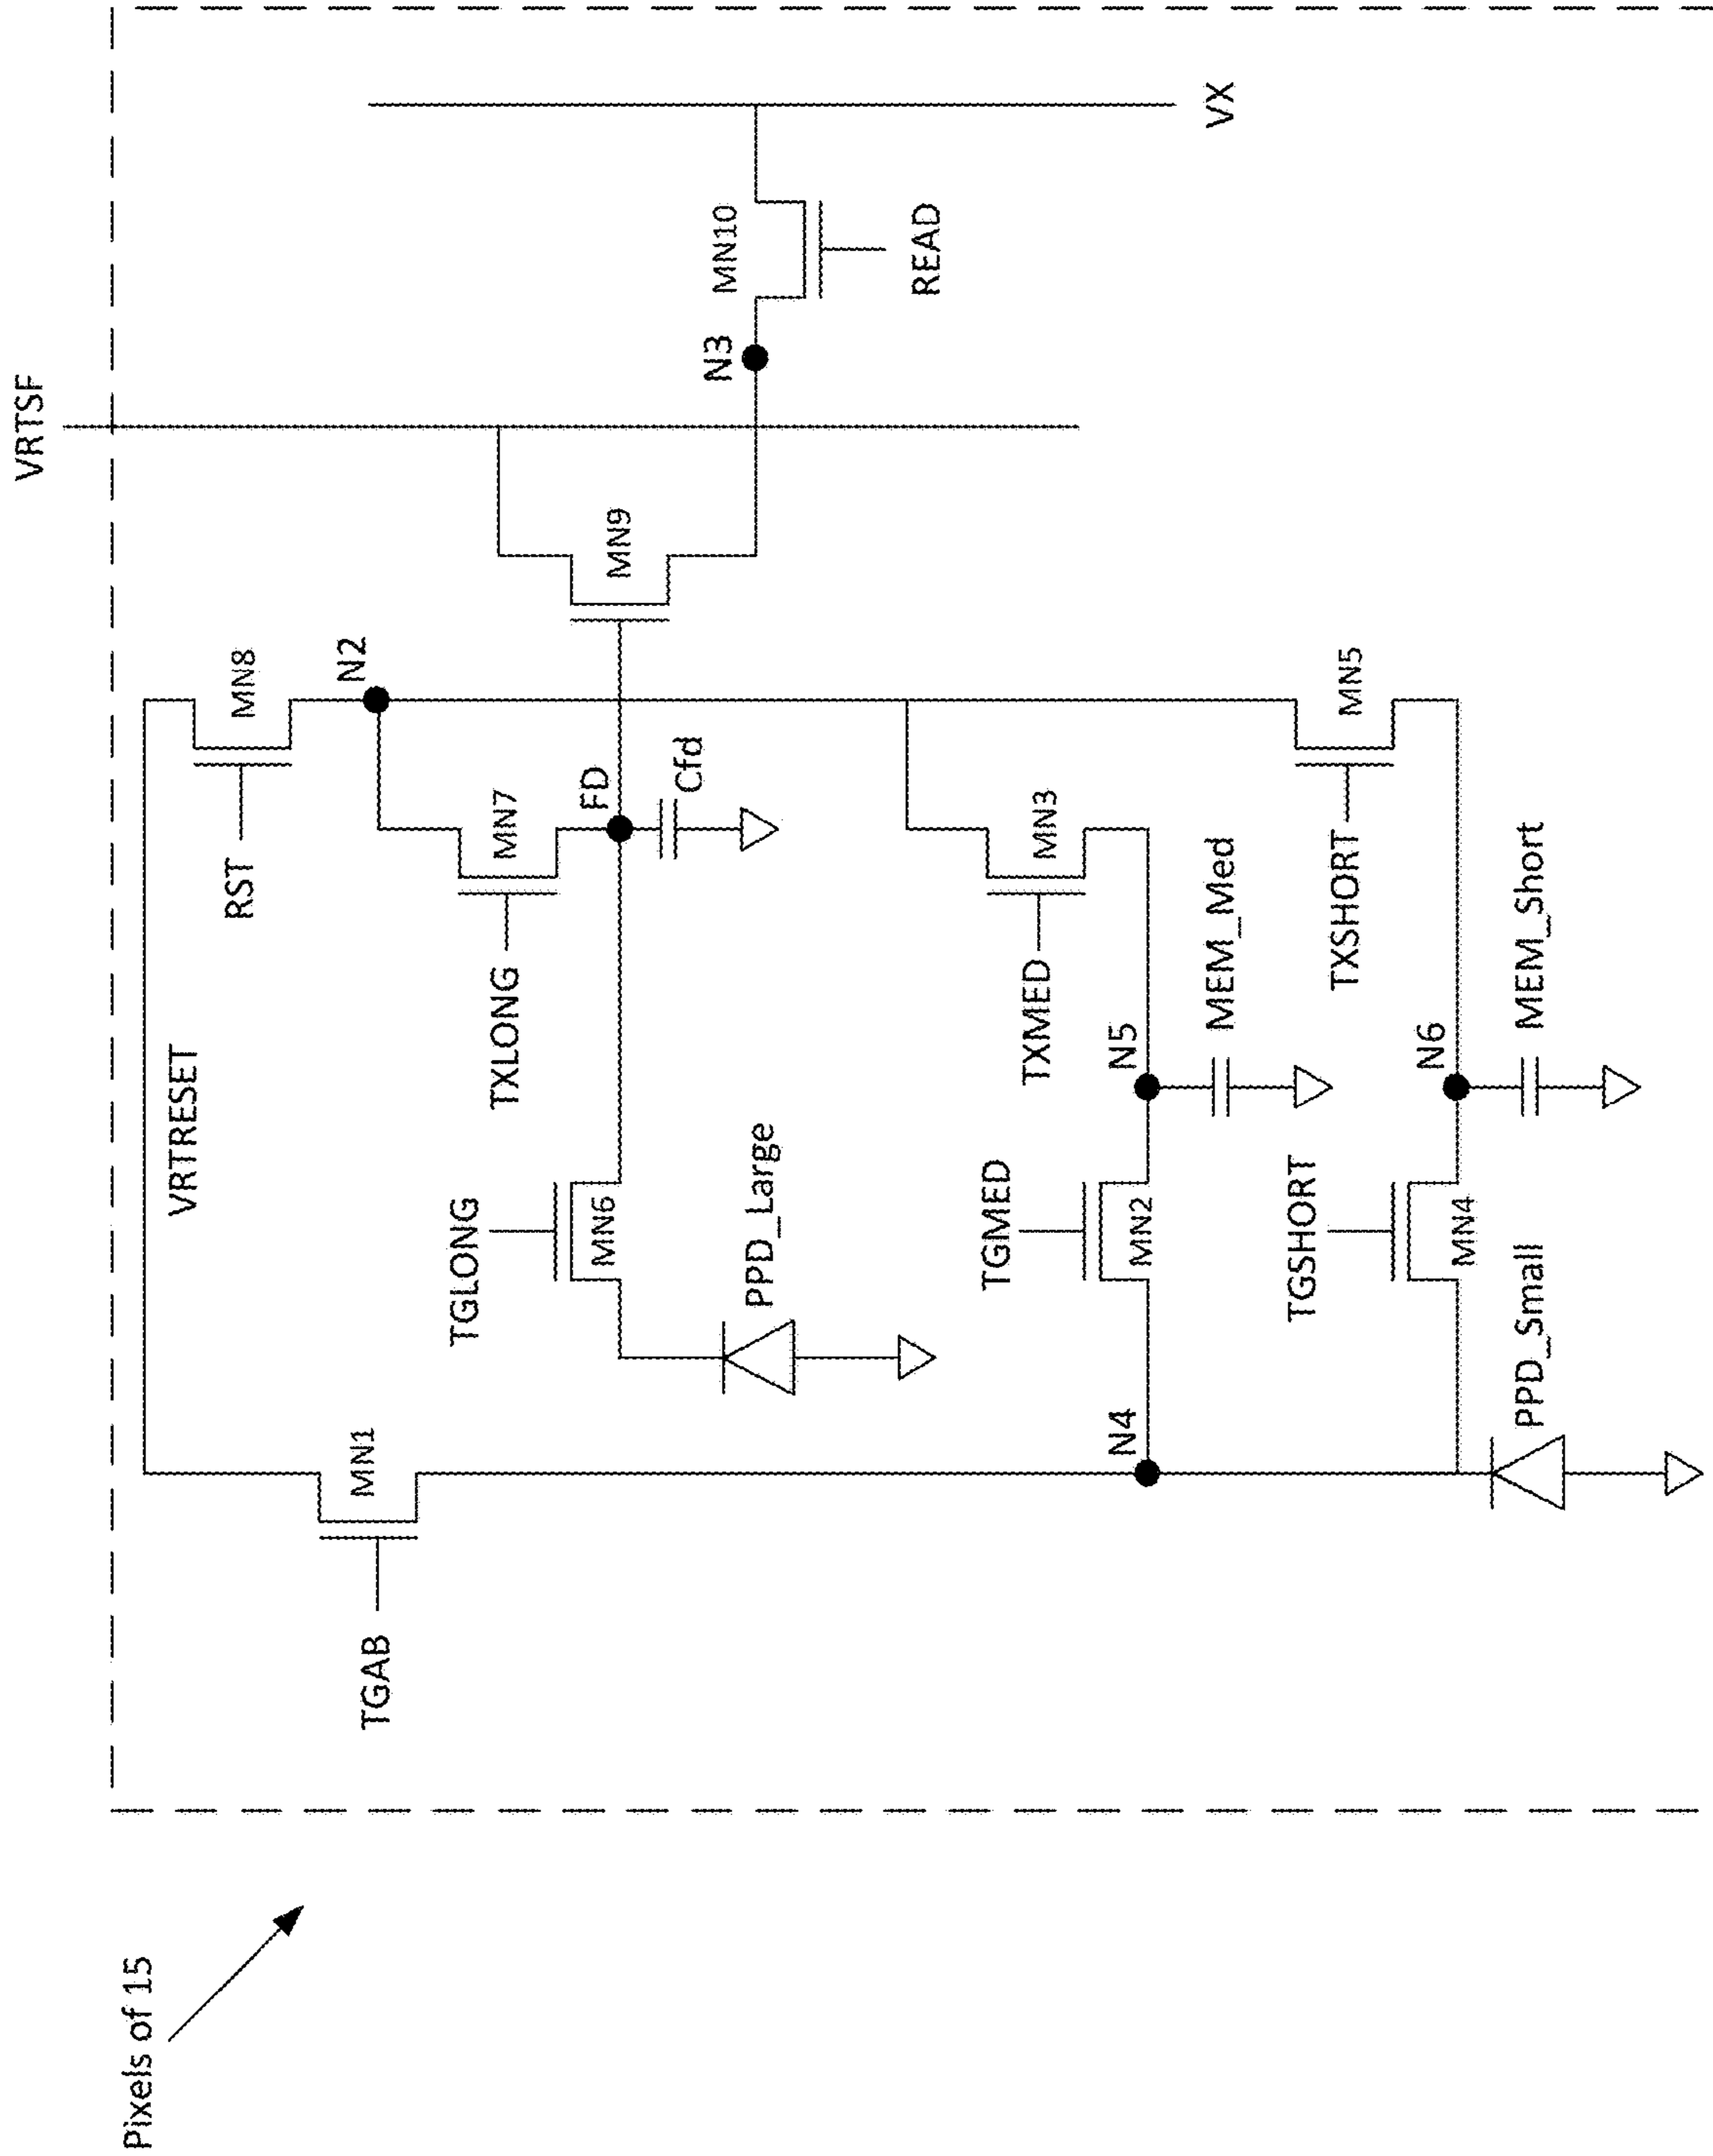 Pixels of 15
TGAB
MN1
VRTRESET
RST
MN8
N2
VRTSF
TGLONG
MN6
PPD_Large
TXLONG
MN7
FD
Cfd
MN9
N3
MN10
READ
VX
N4
TGMED
MN2
N5
MEM_Med
TXMED
MN3
TGSHORT
MN4
PPD_Small
N6
MEM_Short
TXSHORT
MN5